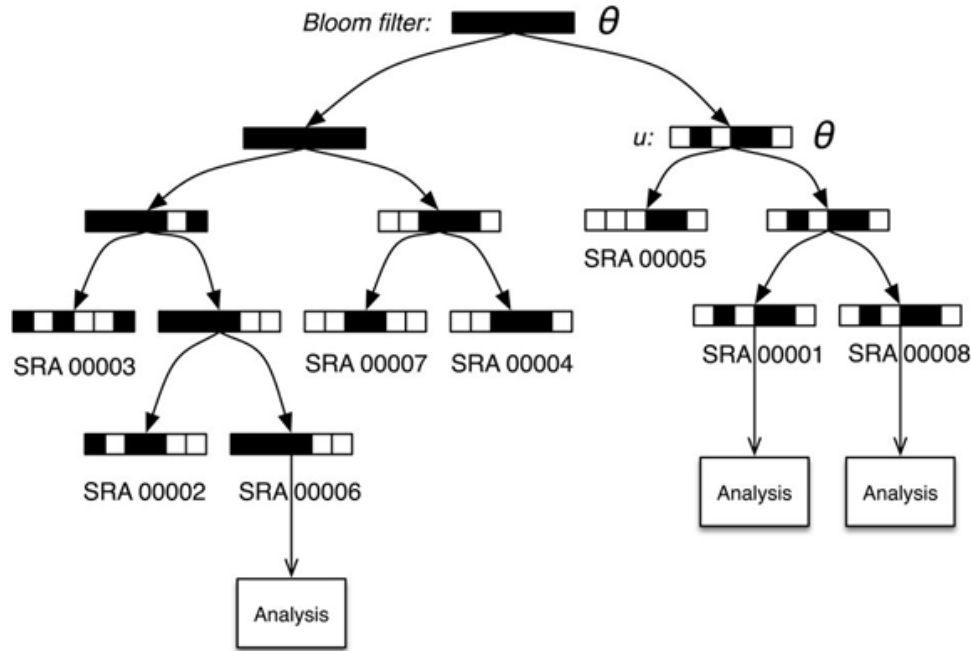 Bloom filter: θ
u: θ
SRA 00005
SRA 00003
SRA 00007
SRA 00004
SRA 00001
SRA 00008
SRA 00002
SRA 00006
Analysis
Analysis
Analysis